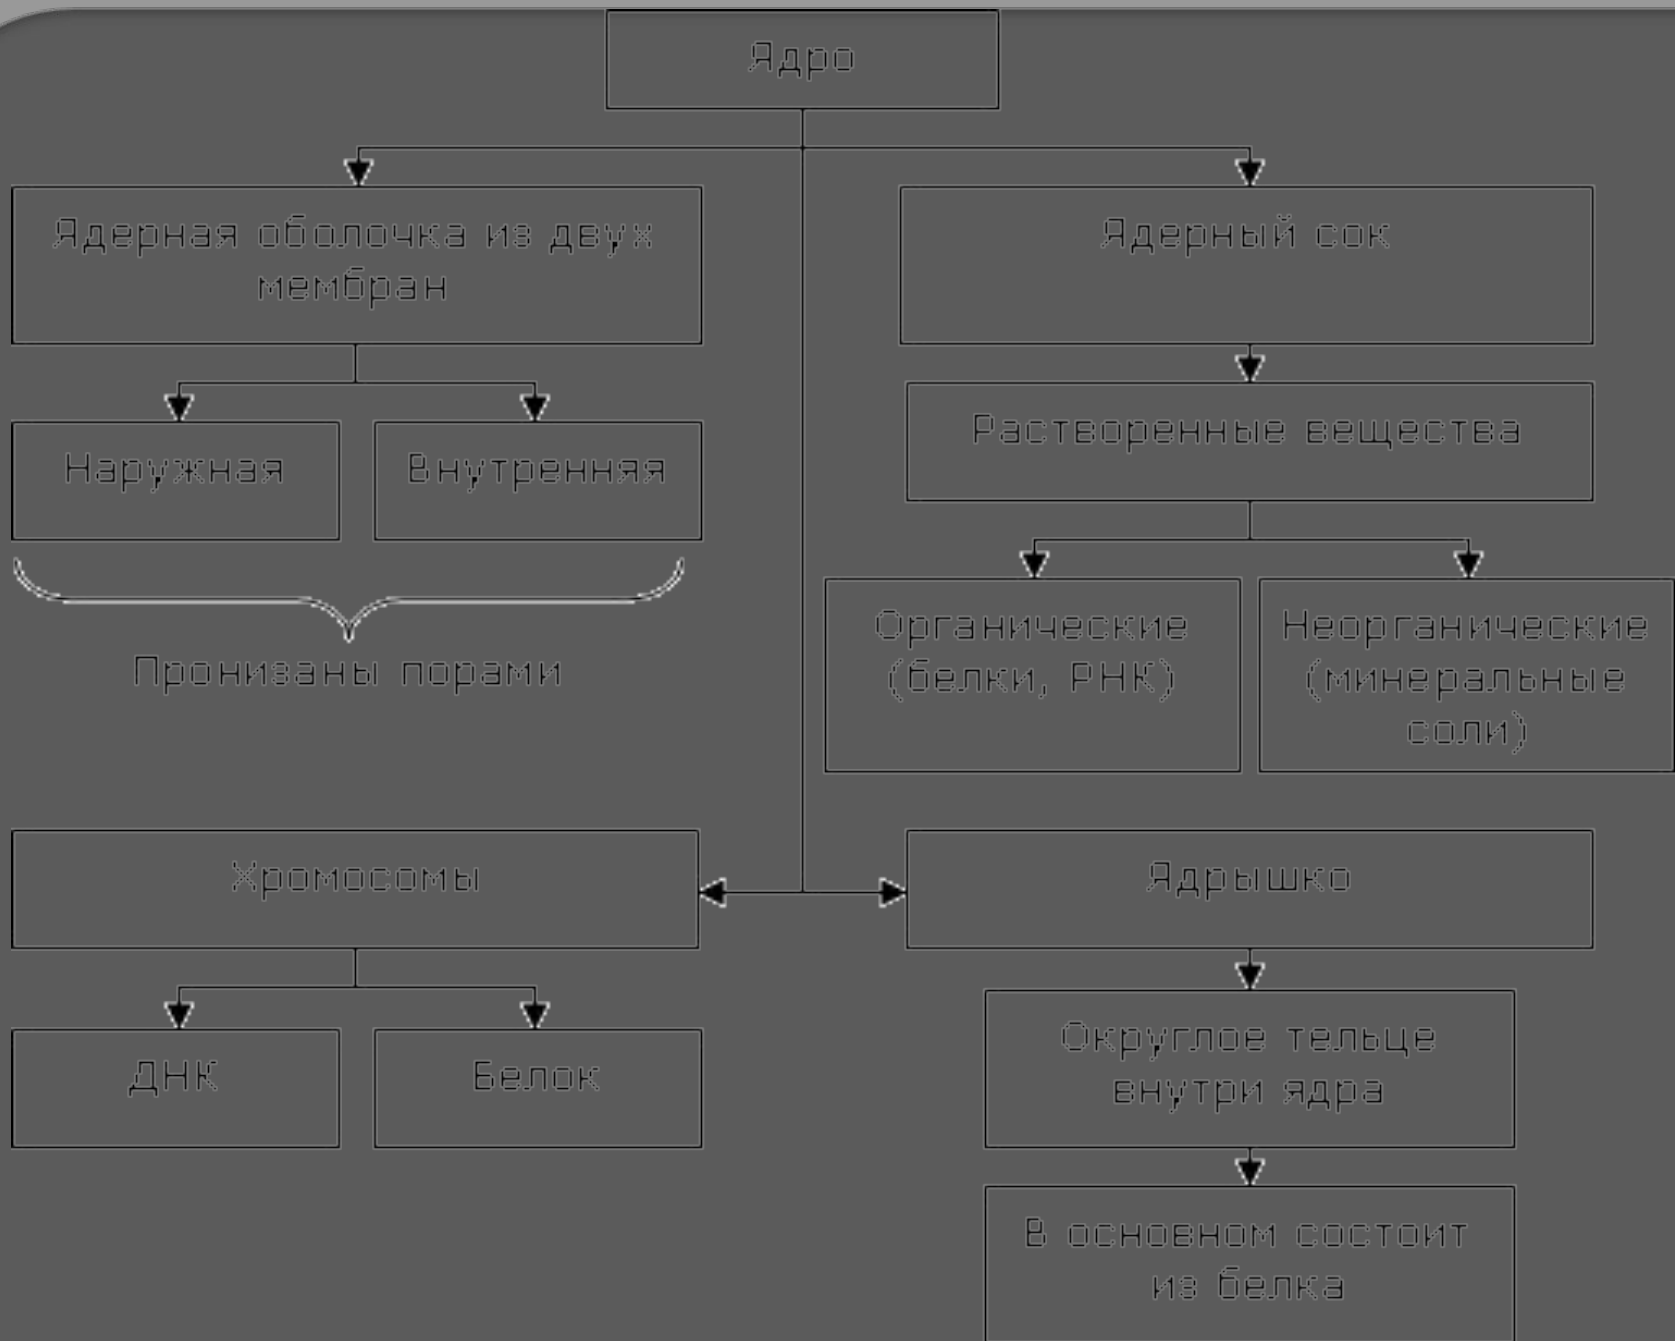 Ядро
Ядерная оболочка из двух
мембран
Ядерный сок
Наружная
Внутренняя
Растворенные вещества
Пронизаны порами
Органические
(белки, РНК)
Неорганические
(минеральные
соли)
Хромосомы
Ядрышко
ДНК
Белок
Округлое тельце
внутри ядра
В основном состоит
из белка